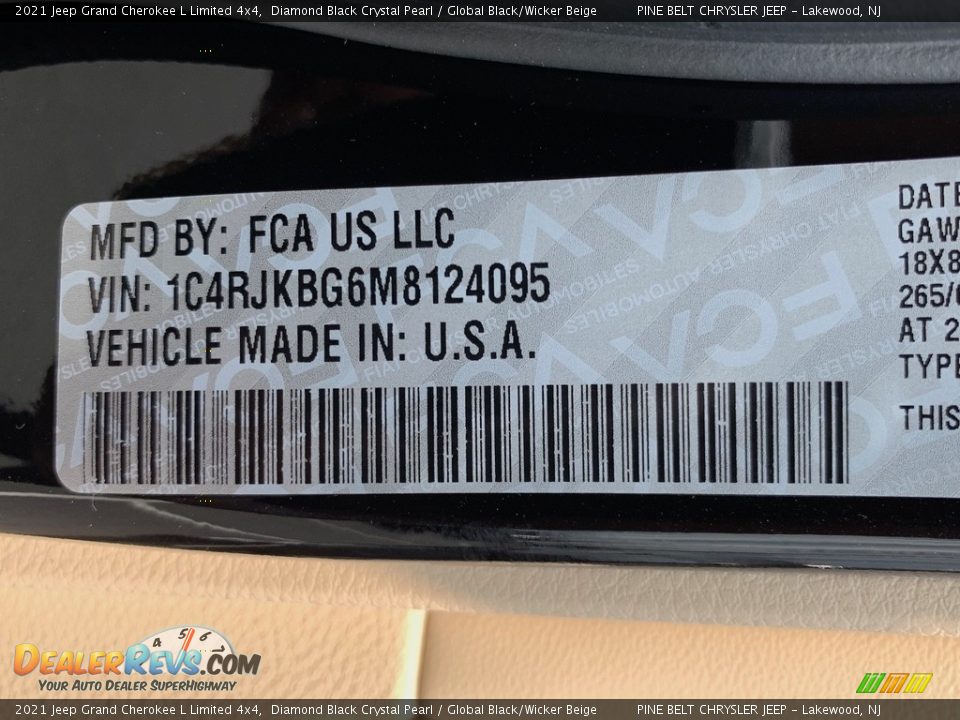 2021 Jeep Grand Cherokee L Limited 4x4, Diamond Black Crystal Pearl / Global Black/Wicker Beige PINE BELT CHRYSLER JEEP – Lakewood, NJ
MFD BY: FCA US LLC
VIN: 1C4RJKBG6M8124095
VEHICLE MADE IN: U.S.A.
DATE
GAW
18X8
265/
AT 2
TYPE
THIS
4 5 6
DEALERREVS.COM
YOUR AUTO DEALER SUPERHIGHWAY
2021 Jeep Grand Cherokee L Limited 4x4, Diamond Black Crystal Pearl / Global Black/Wicker Beige PINE BELT CHRYSLER JEEP – Lakewood, NJ